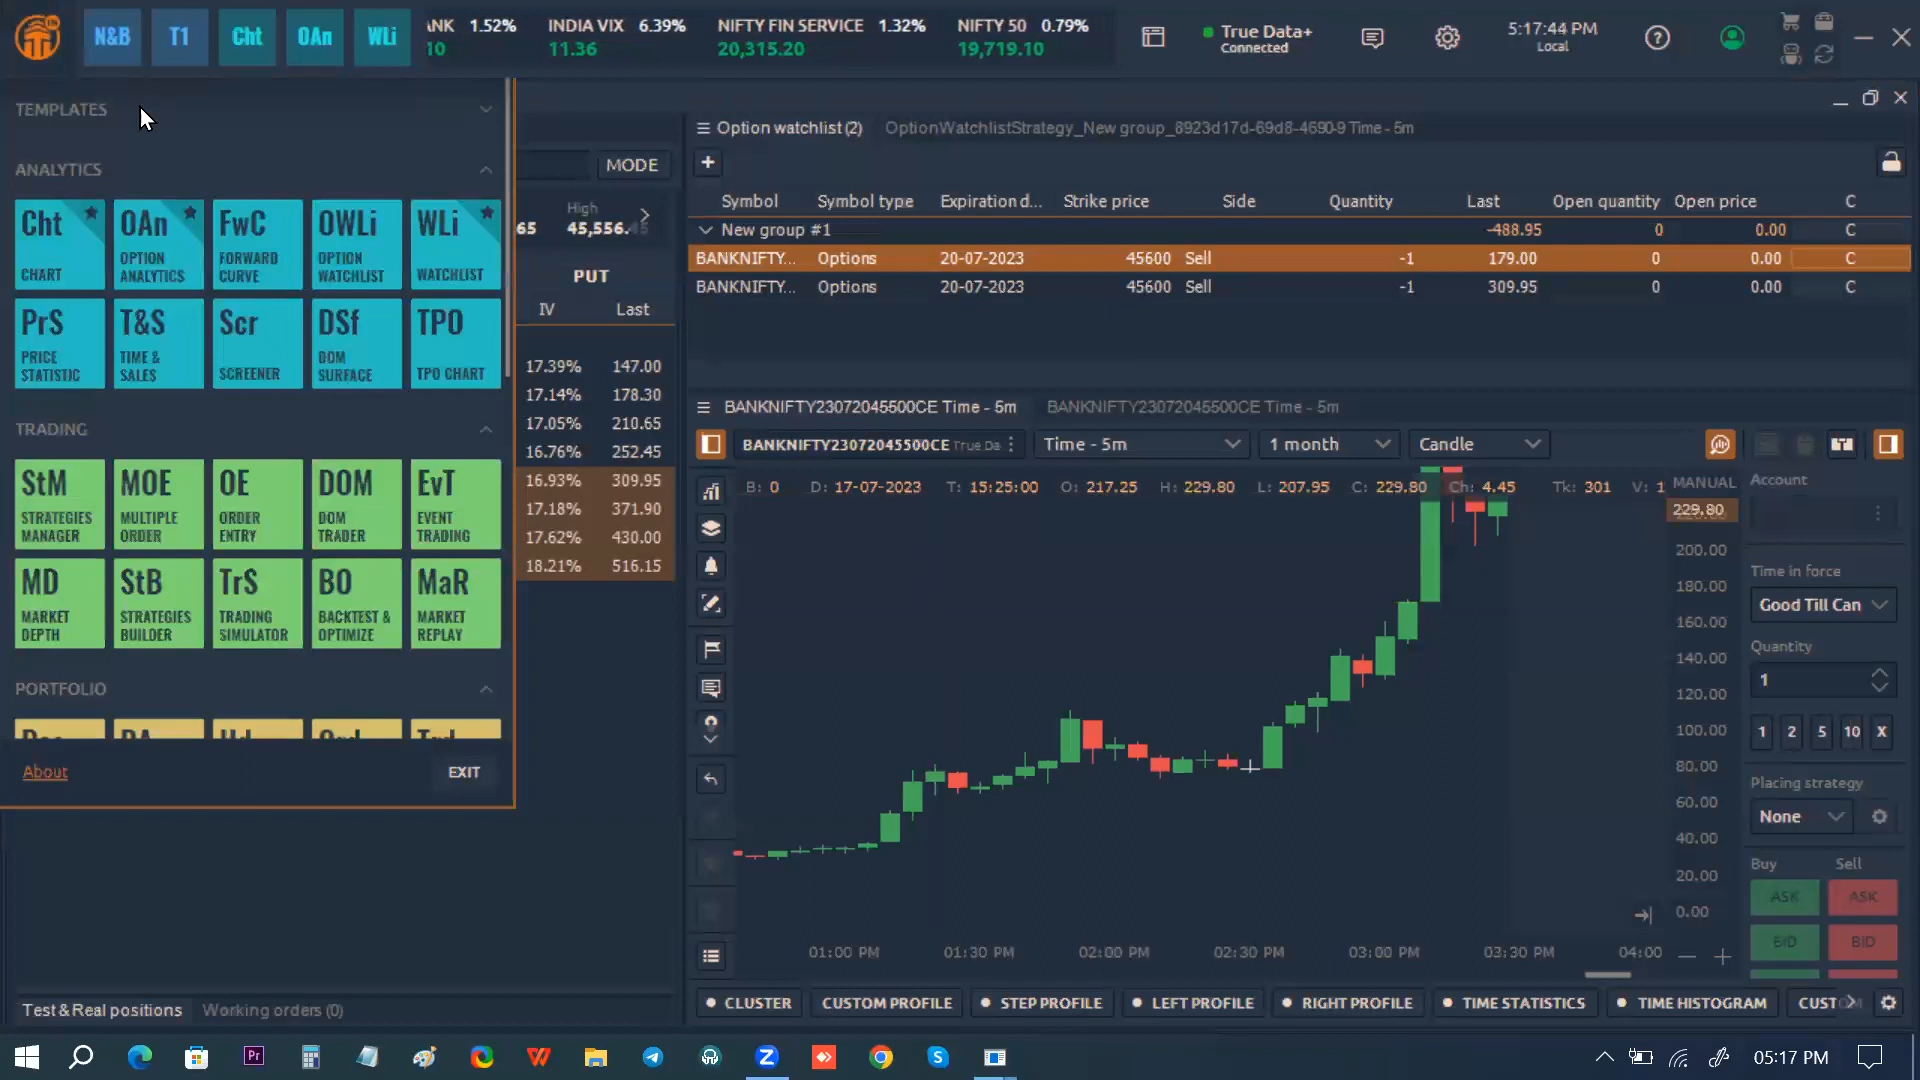 N&B T1 Cht OAn WLi
ANK 1.52% INDIA VIX 6.39% NIFTY FIN SERVICE 1.32% NIFTY 50 0.79%
10 11.36 20,315.20 19,719.10
True Data+
Connected
5:17:44 PM
Local
TEMPLATES
ANALYTICS
Cht CHART
OAn OPTION ANALYTICS
FwC FORWARD CURVE
OWLi OPTION WATCHLIST
WLi WATCHLIST
PrS PRICE STATISTIC
T&S TIME & SALES
Scr SCREENER
DSf DOM SURFACE
TPO TPO CHART
TRADING
StM STRATEGIES MANAGER
MOE MULTIPLE ORDER
OE ORDER ENTRY
DOM DOM TRADER
EvT EVENT TRADING
MD MARKET DEPTH
StB STRATEGIES BUILDER
TrS TRADING SIMULATOR
BO BACKTEST & OPTIMIZE
MaR MARKET REPLAY
PORTFOLIO
About
EXIT
MODE
High
65 45,556.45
PUT
IV Last
17.39% 147.00
17.14% 178.30
17.05% 210.65
16.76% 252.45
16.93% 309.95
17.18% 371.90
17.62% 430.00
18.21% 516.15
Option watchlist (2) OptionWatchlistStrategy_New group_8923d17d-69d8-4690-9 Time - 5m
+
Symbol Symbol type Expiration d... Strike price Side Quantity Last Open quantity Open price C
New group #1 -488.95 0 0.00 C
BANKNIFTY... Options 20-07-2023 45600 Sell -1 179.00 0 0.00 C
BANKNIFTY... Options 20-07-2023 45600 Sell -1 309.95 0 0.00 C
BANKNIFTY23072045500CE Time - 5m BANKNIFTY23072045500CE Time - 5m
BANKNIFTY23072045500CE True Da Time - 5m 1 month Candle
B: 0 D: 17-07-2023 T: 15:25:00 O: 217.25 H: 229.80 L: 207.95 C: 229.80 Ch: 4.45 Tk: 301 V: 1
MANUAL
229.80
200.00
180.00
160.00
140.00
120.00
100.00
80.00
60.00
40.00
20.00
0.00
01:00 PM 01:30 PM 02:00 PM 02:30 PM 03:00 PM 03:30 PM 04:00
Account
Time in force
Good Till Can
Quantity
1
1 2 5 10 X
Placing strategy
None
Buy Sell
ASK ASK
BID BID
Test & Real positions Working orders (0)
CLUSTER CUSTOM PROFILE STEP PROFILE LEFT PROFILE RIGHT PROFILE TIME STATISTICS TIME HISTOGRAM CUSTOM
Pr
05:17 PM